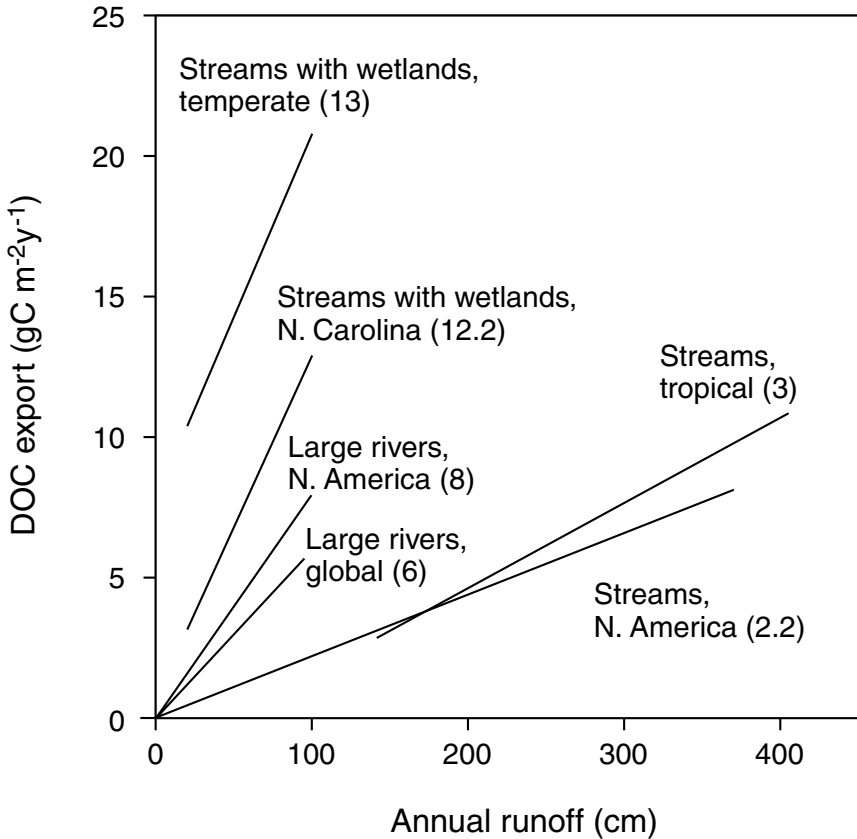 25
20
15
10
5
0
DOC export (gC m-2y-1)
Streams with wetlands,
temperate (13)
Streams with wetlands,
N. Carolina (12.2)
Streams,
tropical (3)
Large rivers,
N. America (8)
Large rivers,
global (6)
Streams,
N. America (2.2)
0
100
200
300
400
Annual runoff (cm)